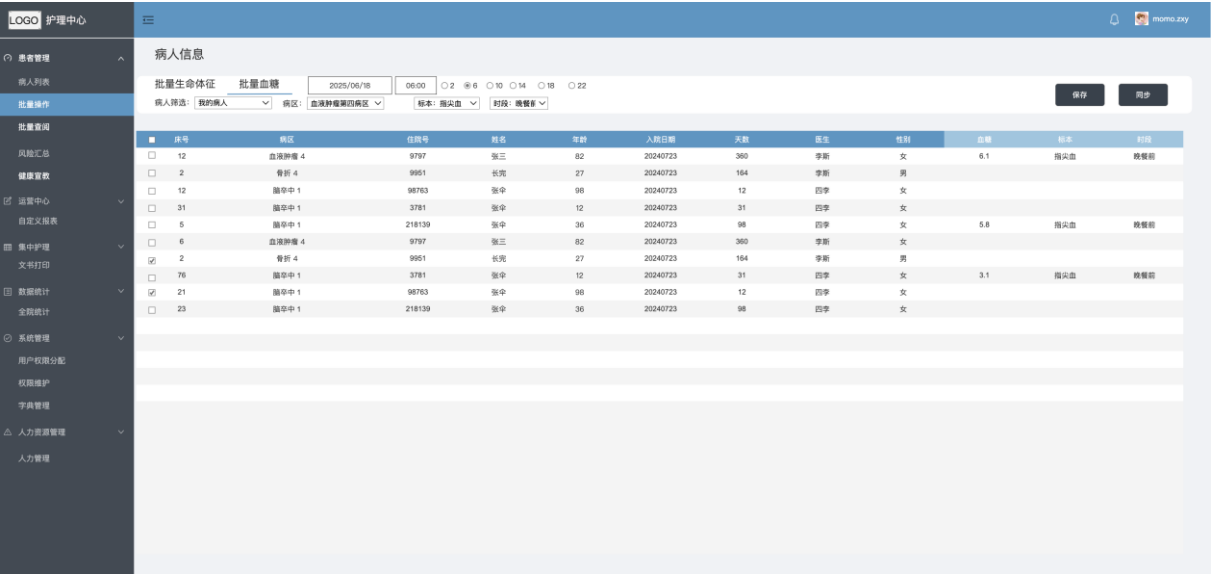 LOGO 护理中心
momo.zxy
患者管理
病人列表
批量操作
批量查阅
风险汇总
健康宣教
运营中心
自定义报表
集中护理
文书打印
数据统计
全院统计
系统管理
用户权限分配
权限维护
字典管理
人力资源管理
人力管理
病人信息
批量生命体征 批量血糖 2025/06/18 06:00 2 6 10 14 18 22
病人筛选: 我的病人 病区: 血液肿瘤第四病区 标本: 指尖血 时段: 晚餐前
保存 同步
床号 病区 住院号 姓名 年龄 入院日期 天数 医生 性别 血糖 标本 时段
12 血液肿瘤 4 9797 张三 82 20240723 360 李斯 女 6.1 指尖血 晚餐前
2 骨折 4 9951 长完 27 20240723 164 李斯 男
12 脑卒中 1 98763 张伞 98 20240723 12 四李 女
31 脑卒中 1 3781 张伞 12 20240723 31 四李 女
5 脑卒中 1 218139 张伞 36 20240723 98 四李 女 5.8 指尖血 晚餐前
6 血液肿瘤 4 9797 张三 82 20240723 360 李斯 女
2 骨折 4 9951 长完 27 20240723 164 李斯 男
76 脑卒中 1 3781 张伞 12 20240723 31 四李 女 3.1 指尖血 晚餐前
21 脑卒中 1 98763 张伞 98 20240723 12 四李 女
23 脑卒中 1 218139 张伞 36 20240723 98 四李 女